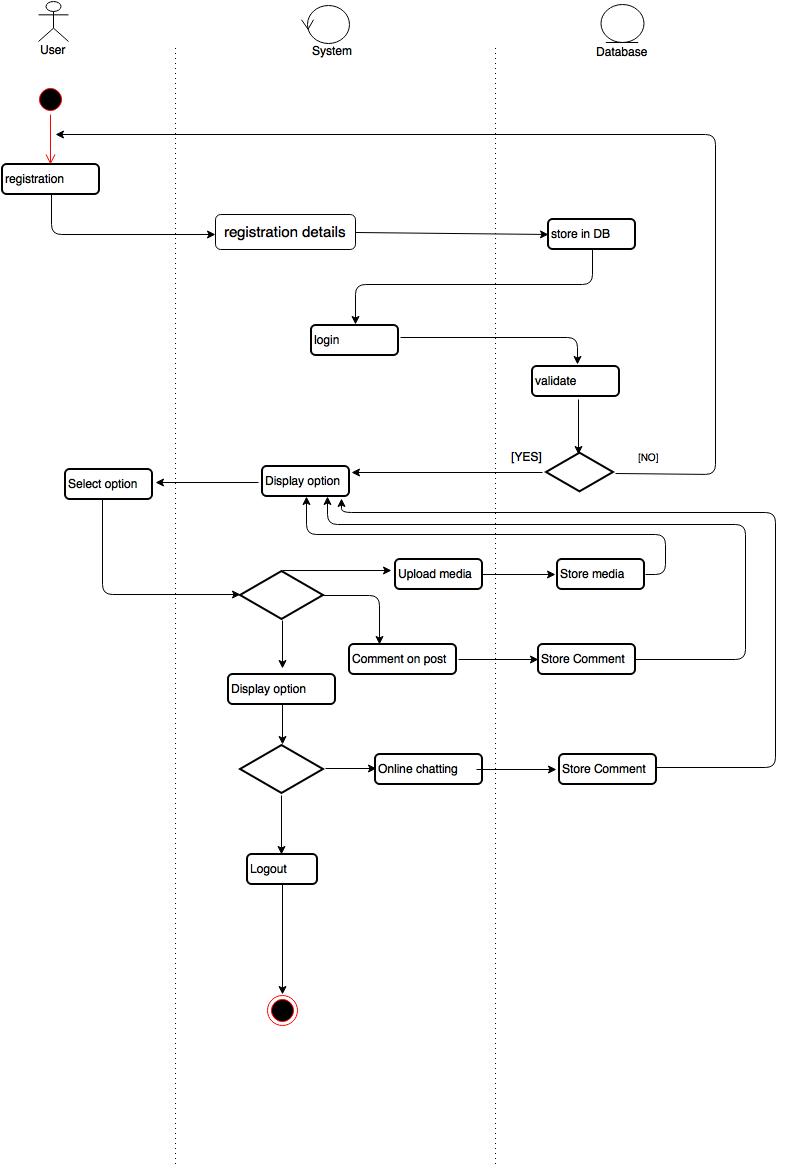 User
System
Database
registration
registration details
store in DB
login
validate
[YES]
[NO]
Select option
Display option
Upload media
Store media
Comment on post
Store Comment
Display option
Online chatting
Store Comment
Logout